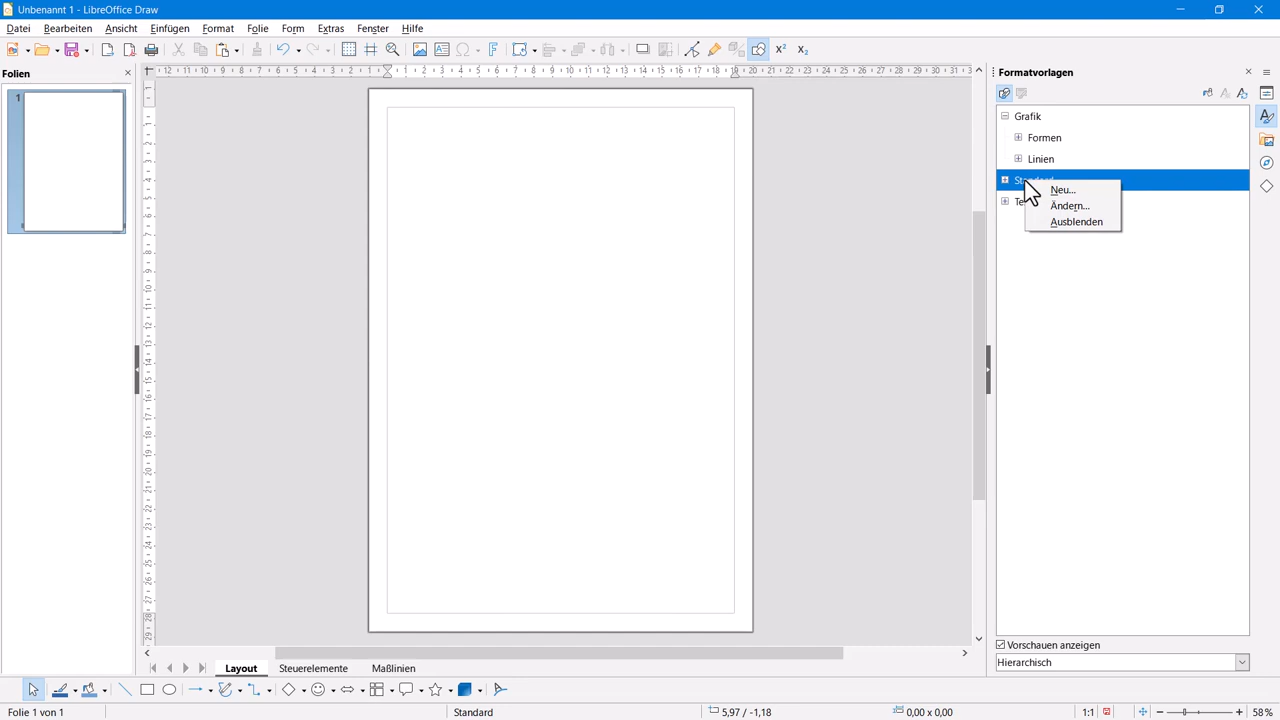 Unbenannt 1 - LibreOffice Draw
Datei Bearbeiten Ansicht Einfügen Format Folie Form Extras Fenster Hilfe
Folien
Formatvorlagen
1
Grafik
Formen
Linien
Neu...
Ändern...
Ausblenden
Vorschauen anzeigen
Hierarchisch
Layout Steuerelemente Maßlinien
Folie 1 von 1 Standard 5,97 / -1,18 0,00 x 0,00 1:1 58%